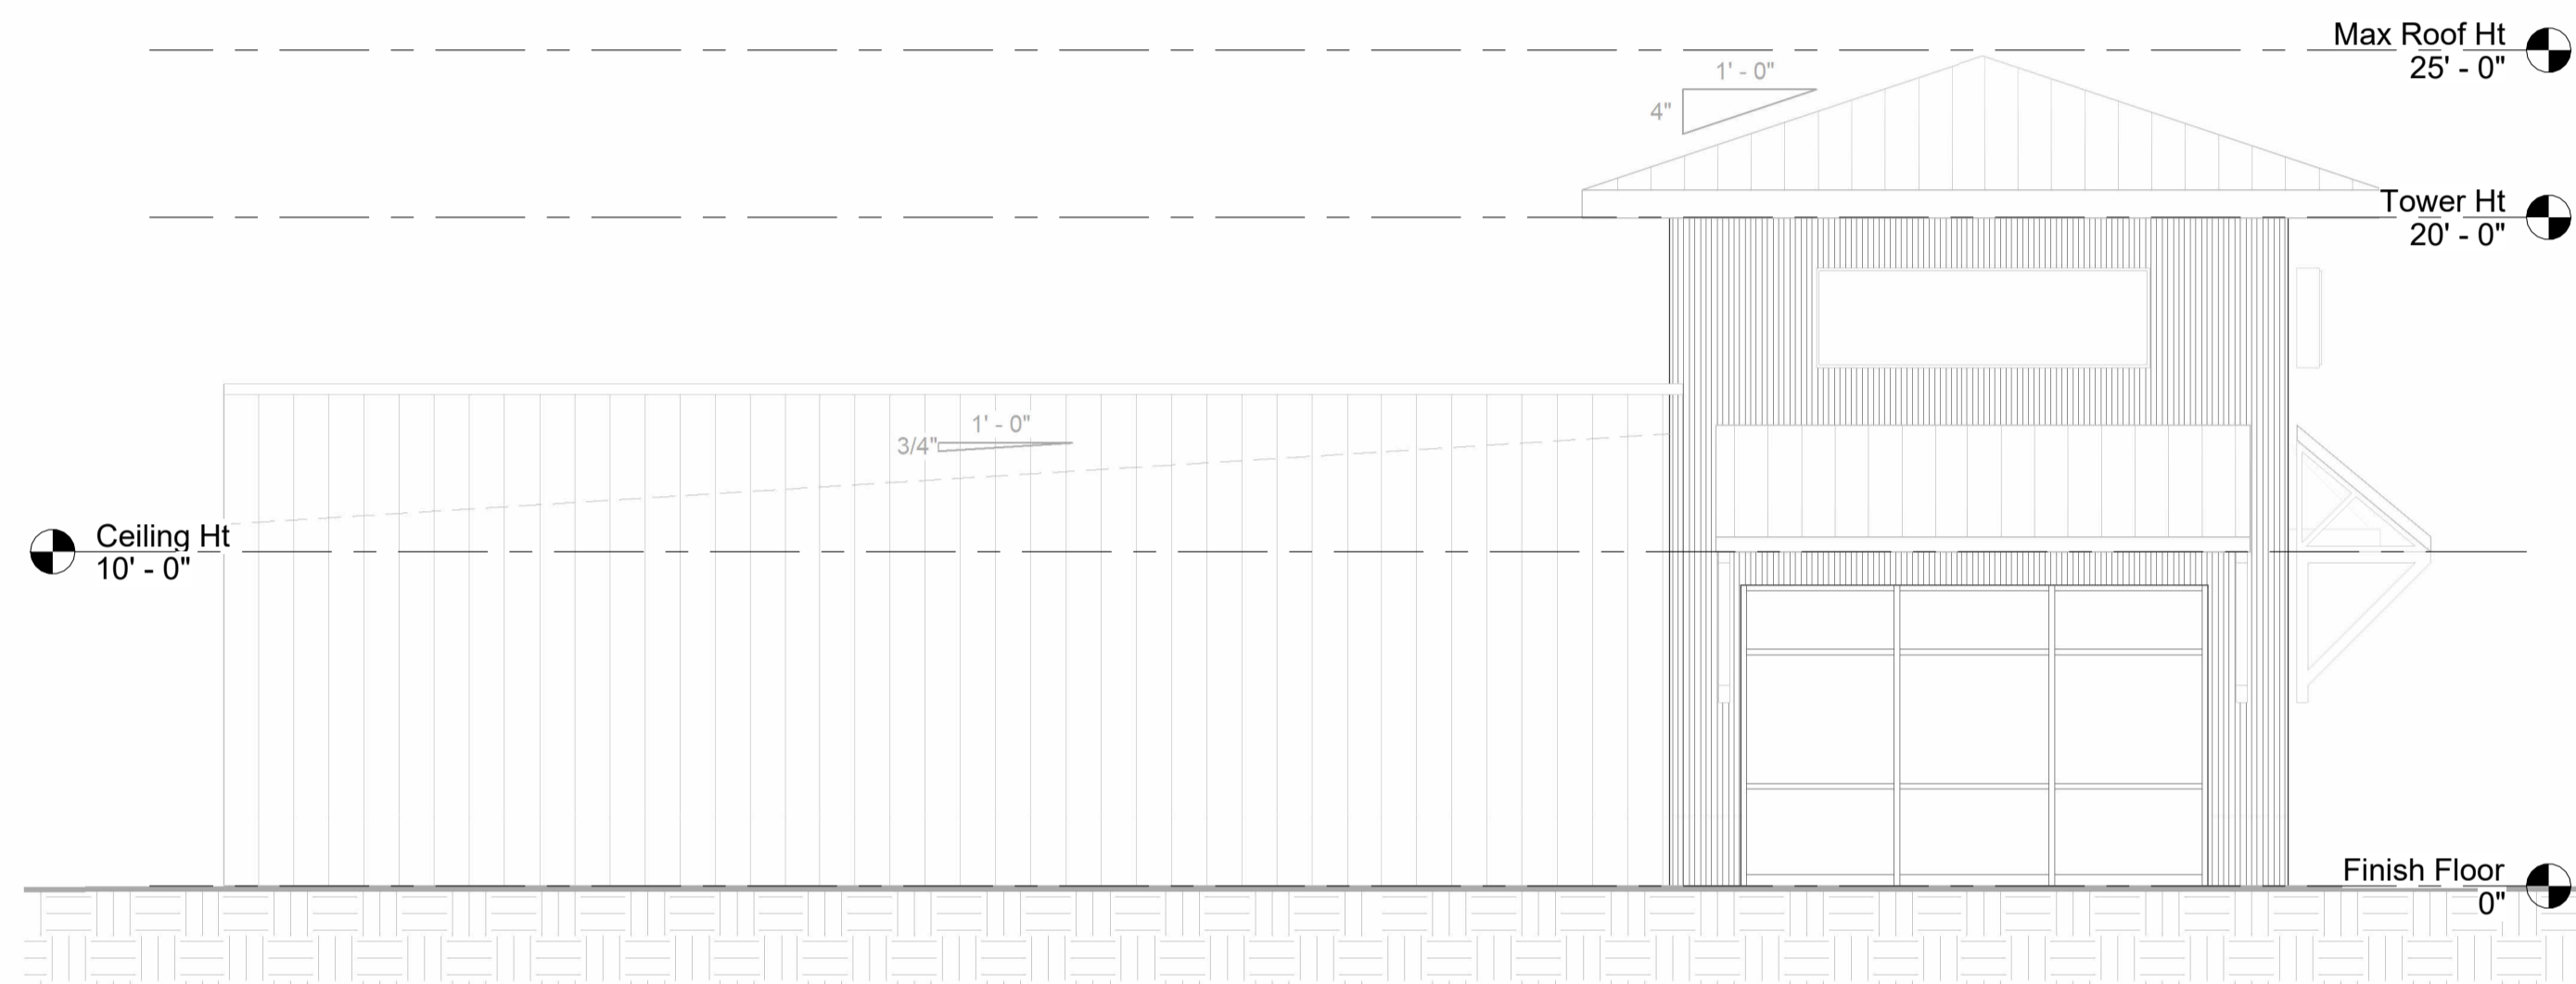 Max Roof Ht
25' - 0"
1' - 0"
4"
Tower Ht
20' - 0"
1' - 0"
3/4"
Ceiling Ht
10' - 0"
Finish Floor
0"